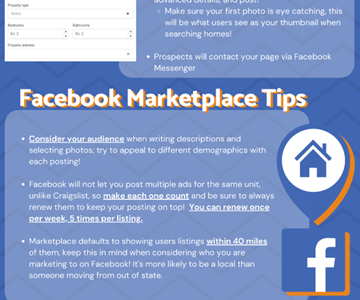 Property type
Bedrooms
Bathrooms
Property address
advanced details, and post!
Make sure your first photo is eye catching, this
will be what users see as your thumbnail when
searching homes!
Prospects will contact your page via Facebook
Messenger
Facebook Marketplace Tips
Consider your audience when writing descriptions and
selecting photos; try to appeal to different demographics with
each posting!
Facebook will not let you post multiple ads for the same unit,
unlike Craigslist, so make each one count and be sure to always
renew them to keep your posting on top! You can renew once
per week, 5 times per listing.
Marketplace defaults to showing users listings within 40 miles
of them, keep this in mind when considering who you are
marketing to on Facebook! It's more likely to be a local than
someone moving from out of state.
f